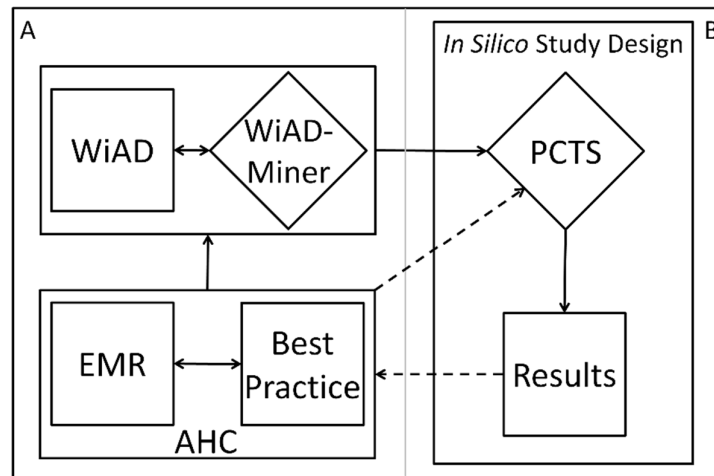 A
B
In Silico Study Design
WiAD
WiAD-
Miner
PCTS
EMR
Best
Practice
AHC
Results